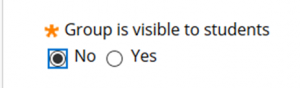 Group is visible to students
No Yes